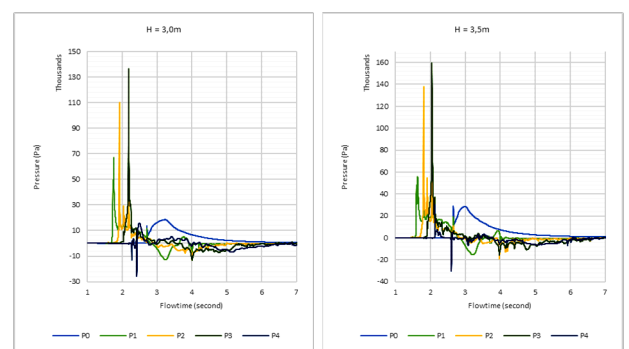 H = 3,0m
Thousands
Pressure (Pa)
150
130
110
90
70
50
30
10
-10
-30
1 2 3 4 5 6 7
Flowtime (second)
P0 P1 P2 P3 P4
H = 3,5m
Thousands
Pressure (Pa)
160
140
120
100
80
60
40
20
0
-20
-40
1 2 3 4 5 6 7
Flowtime (second)
P0 P1 P2 P3 P4